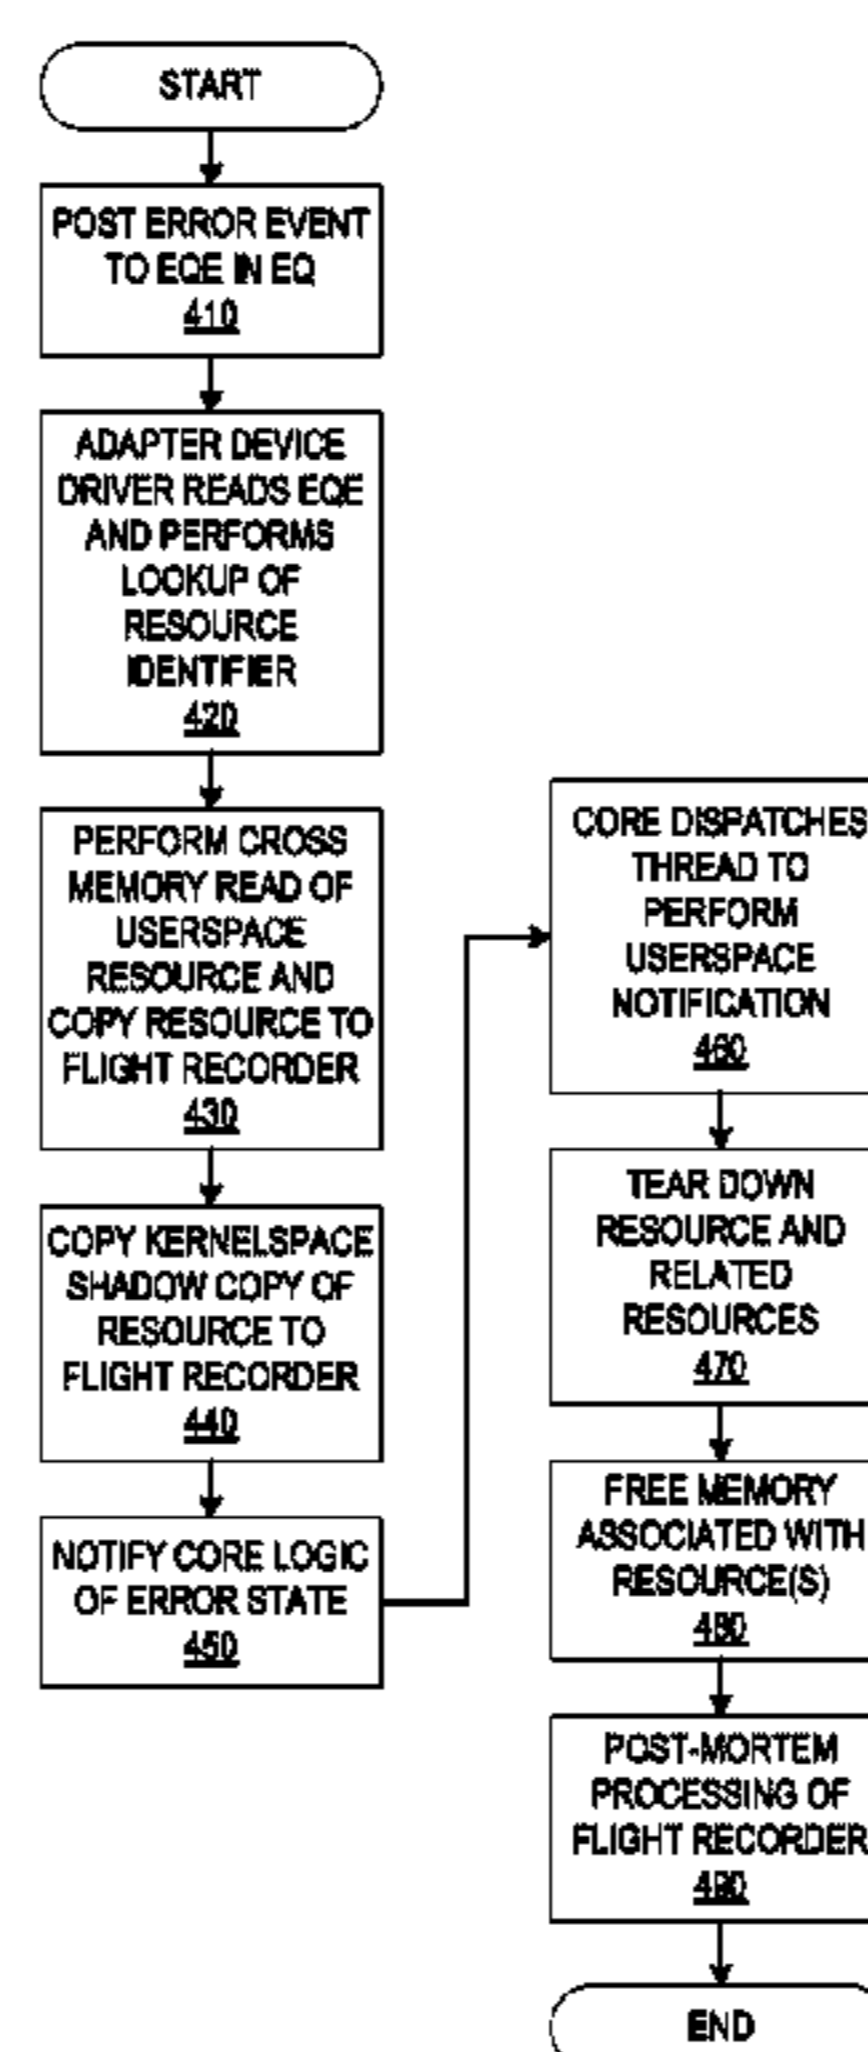 START
POST ERROR EVENT
TO EQE IN EQ
410
ADAPTER DEVICE
DRIVER READS EQE
AND PERFORMS
LOOKUP OF
RESOURCE
IDENTIFIER
420
PERFORM CROSS
MEMORY READ OF
USERSPACE
RESOURCE AND
COPY RESOURCE TO
FLIGHT RECORDER
430
COPY KERNELSPACE
SHADOW COPY OF
RESOURCE TO
FLIGHT RECORDER
440
NOTIFY CORE LOGIC
OF ERROR STATE
450
CORE DISPATCHES
THREAD TO
PERFORM
USERSPACE
NOTIFICATION
460
TEAR DOWN
RESOURCE AND
RELATED
RESOURCES
470
FREE MEMORY
ASSOCIATED WITH
RESOURCE(S)
480
POST-MORTEM
PROCESSING OF
FLIGHT RECORDER
490
END